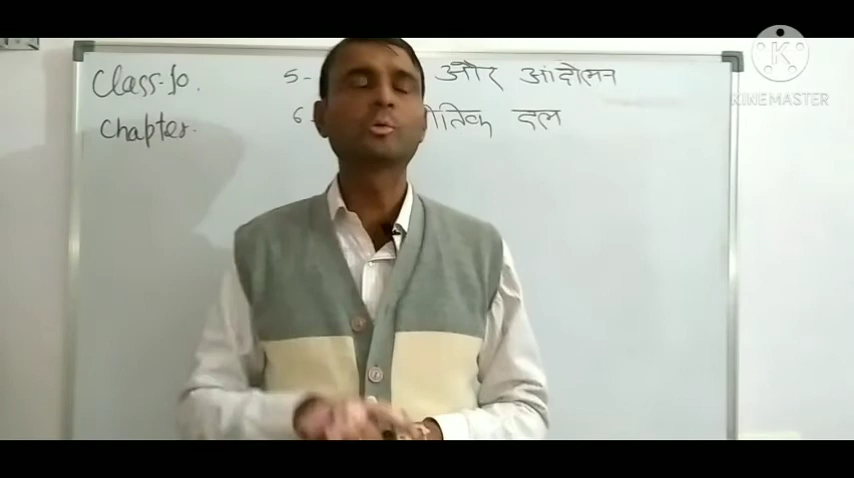 Class-10.
Chapter.
5- और आंदोलन
6. दल
K
KINEMASTER